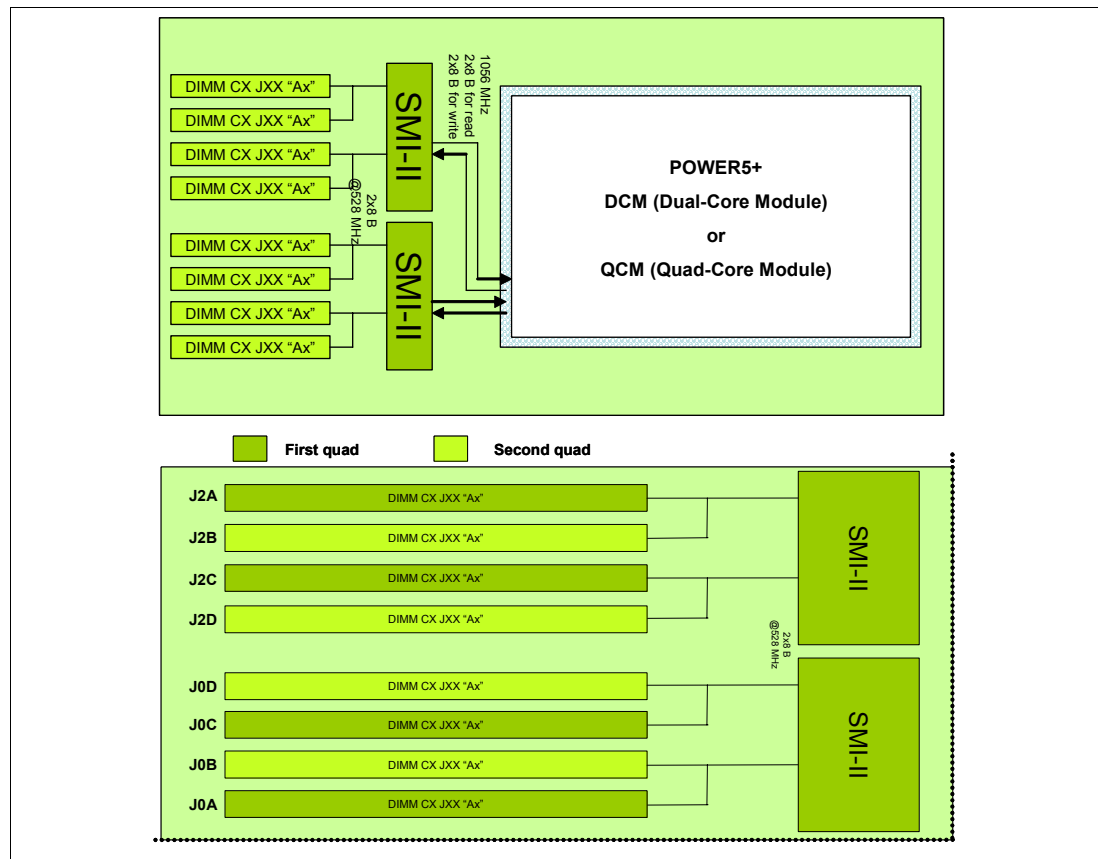 1056 MHz
2x8 B for read
2x8 B for write
DIMM CX JXX “Ax”
DIMM CX JXX “Ax”
DIMM CX JXX “Ax”
DIMM CX JXX “Ax”
SMI-II
2x8 B
@528 MHz
DIMM CX JXX “Ax”
DIMM CX JXX “Ax”
DIMM CX JXX “Ax”
DIMM CX JXX “Ax”
SMI-II
POWER5+
DCM (Dual-Core Module)
or
QCM (Quad-Core Module)
First quad
Second quad
J2A
DIMM CX JXX “Ax”
J2B
DIMM CX JXX “Ax”
J2C
DIMM CX JXX “Ax”
J2D
DIMM CX JXX “Ax”
SMI-II
2x8 B
@528 MHz
J0D
DIMM CX JXX “Ax”
J0C
DIMM CX JXX “Ax”
J0B
DIMM CX JXX “Ax”
J0A
DIMM CX JXX “Ax”
SMI-II